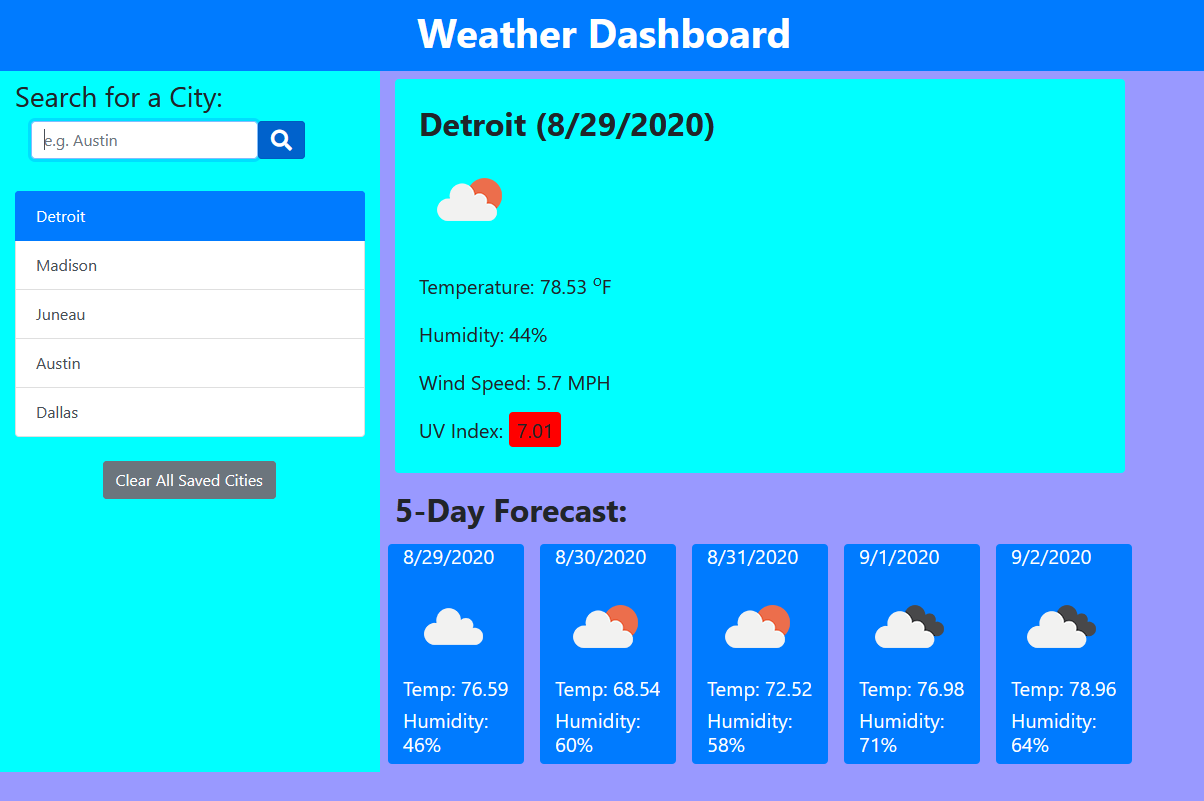 Weather Dashboard
Search for a City:
e.g. Austin
Detroit
Madison
Juneau
Austin
Dallas
Clear All Saved Cities
Detroit (8/29/2020)
Temperature: 78.53 °F
Humidity: 44%
Wind Speed: 5.7 MPH
UV Index: 7.01
5-Day Forecast:
8/29/2020
Temp: 76.59
Humidity:
46%
8/30/2020
Temp: 68.54
Humidity:
60%
8/31/2020
Temp: 72.52
Humidity:
58%
9/1/2020
Temp: 76.98
Humidity:
71%
9/2/2020
Temp: 78.96
Humidity:
64%